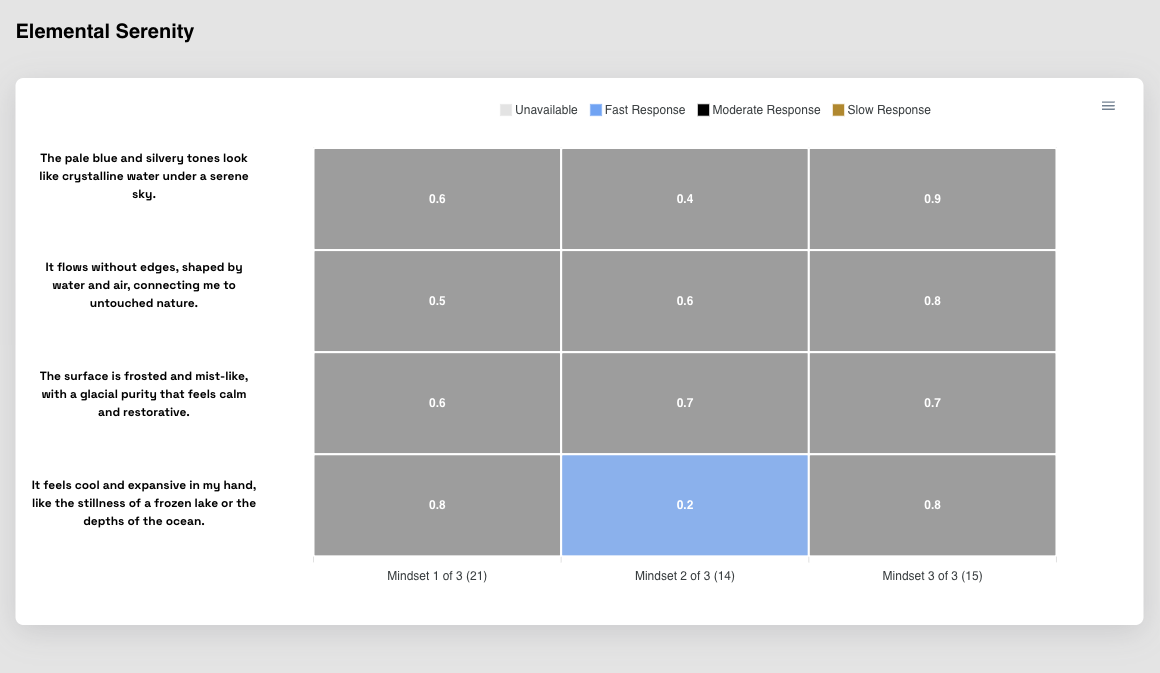 Elemental Serenity
Unavailable Fast Response Moderate Response Slow Response
The pale blue and silvery tones look
like crystalline water under a serene
sky.
0.6 0.4 0.9
It flows without edges, shaped by
water and air, connecting me to
untouched nature.
0.5 0.6 0.8
The surface is frosted and mist-like,
with a glacial purity that feels calm
and restorative.
0.6 0.7 0.7
It feels cool and expansive in my hand,
like the stillness of a frozen lake or the
depths of the ocean.
0.8 0.2 0.8
Mindset 1 of 3 (21) Mindset 2 of 3 (14) Mindset 3 of 3 (15)